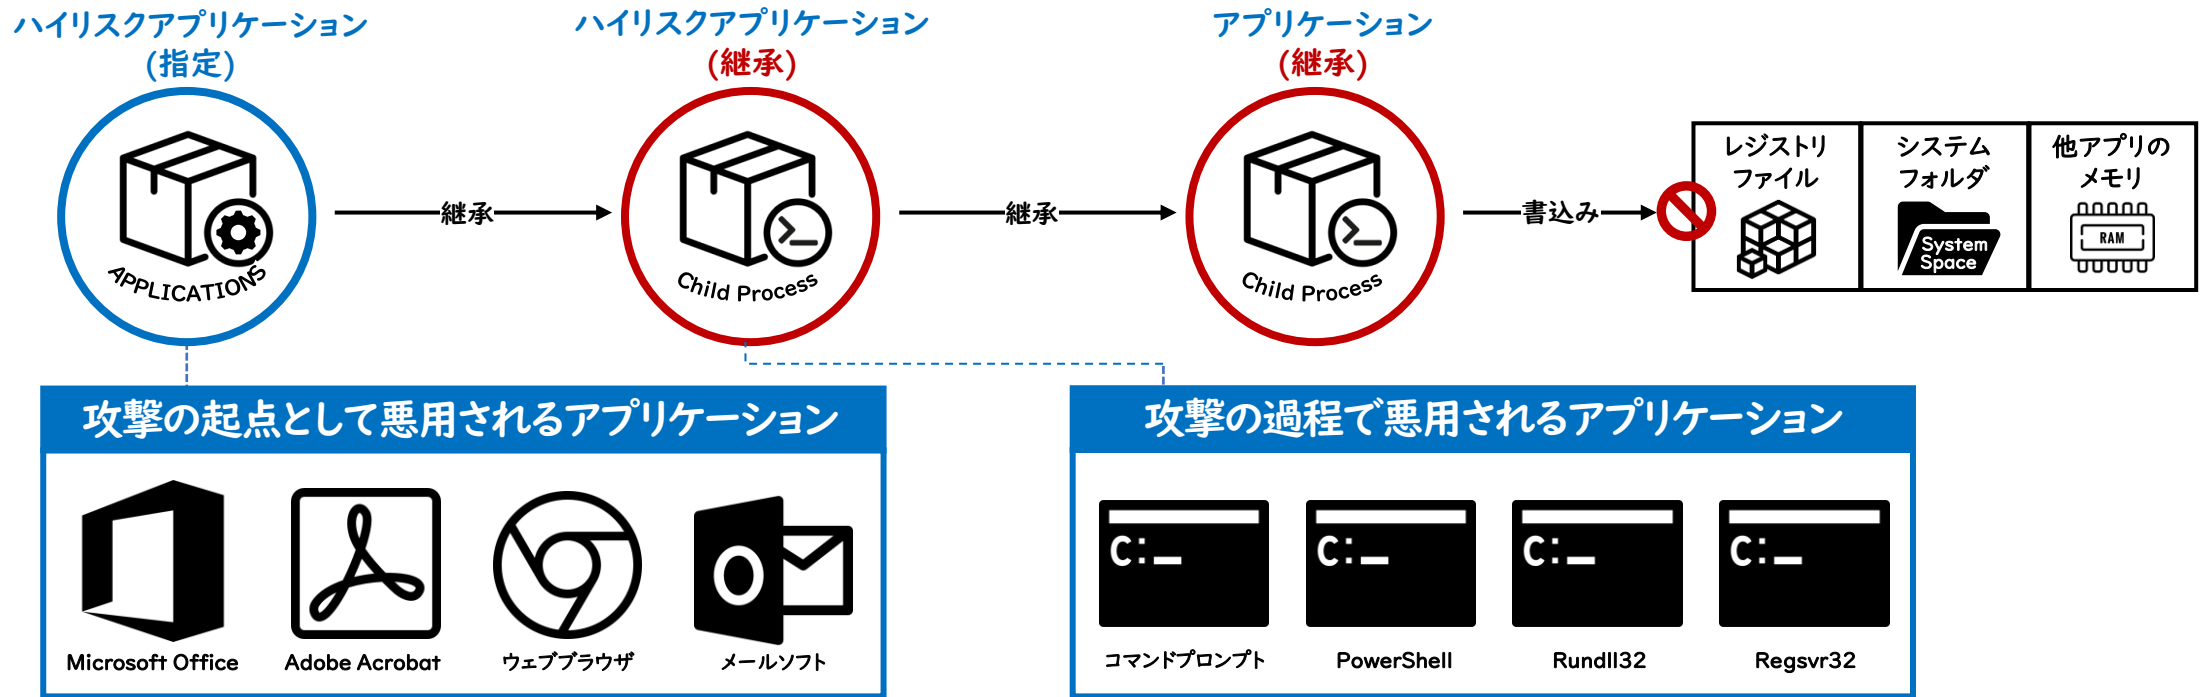 ハイリスクアプリケーション
(指定)
ハイリスクアプリケーション
(継承)
アプリケーション
(継承)
APPLICATIONS
継承
Child Process
継承
Child Process
書込み
レジストリ
ファイル
システム
フォルダ
System
Space
他アプリの
メモリ
RAM
攻撃の起点として悪用されるアプリケーション
Microsoft Office
Adobe Acrobat
ウェブブラウザ
メールソフト
攻撃の過程で悪用されるアプリケーション
C:_
C:_
C:_
C:_
コマンドプロンプト
PowerShell
Rundll32
Regsvr32